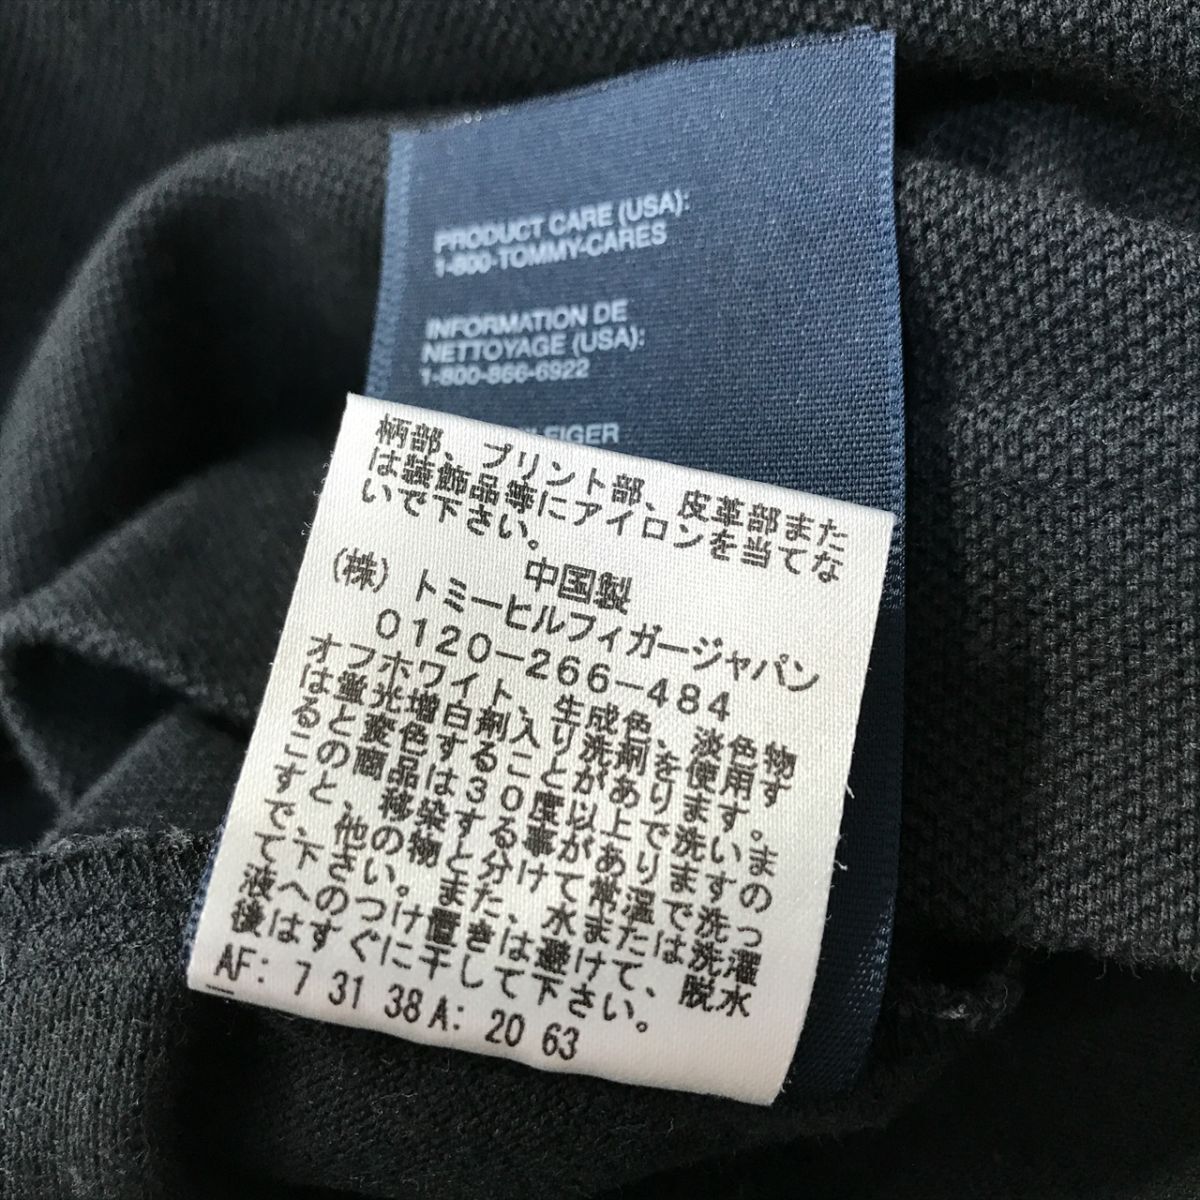 PRODUCT CARE (USA):
1-800-TOMMY-CARES
INFORMATION DE
NETTOYAGE (USA):
1-800-866-6922
柄部、プリント部、皮革部また
は装飾品等にアイロンを当てな
いで下さい。
中国製
(株)トミーヒルフィガージャパン
0120-266-484
オフホワイト、生成色、淡色物
は蛍光増白剤入り洗剤を使用す
ると変色することがあります。
この商品は30度以上で洗いま
すと、移染する事がありますの
で、他の物と分けて常温で洗っ
て下さい。また、水または洗濯
液へのつけ置きは避けて、脱水
後はすぐに干して下さい。
AF: 7 31 38 A: 20 63